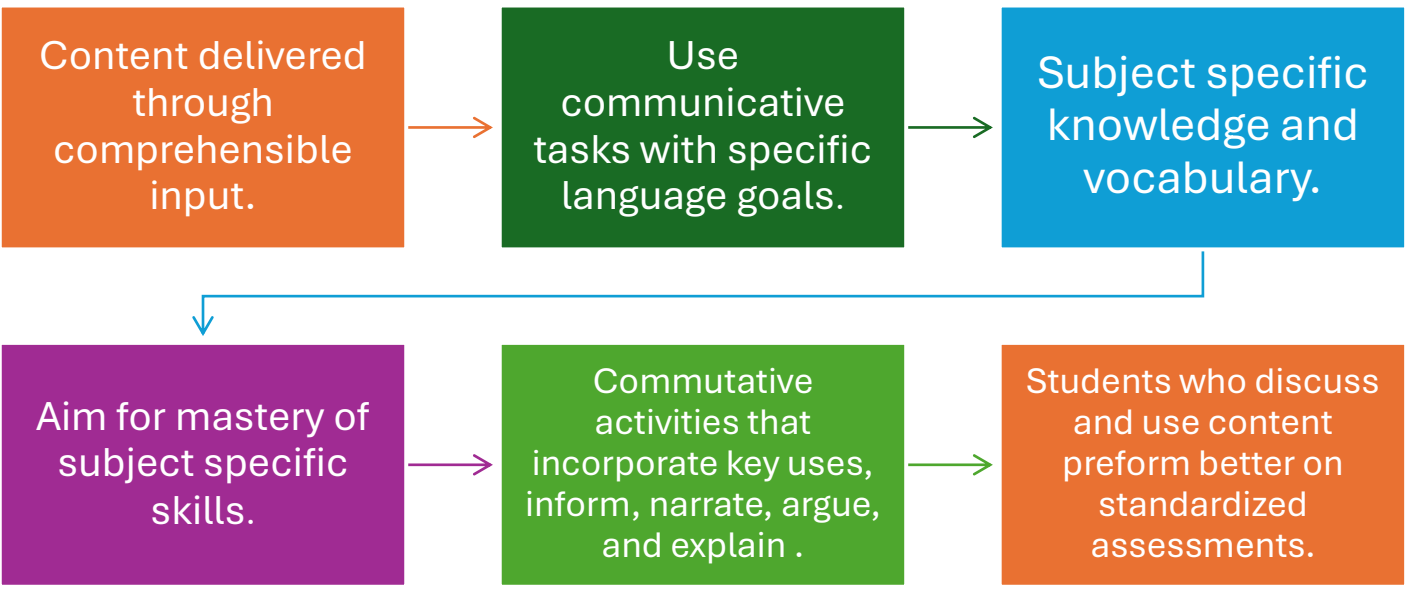 Content delivered
through
comprehensible
input.
Use
communicative
tasks with specific
language goals.
Subject specific
knowledge and
vocabulary.
Aim for mastery of
subject specific
skills.
Commutative
activities that
incorporate key uses,
inform, narrate, argue,
and explain .
Students who discuss
and use content
preform better on
standardized
assessments.